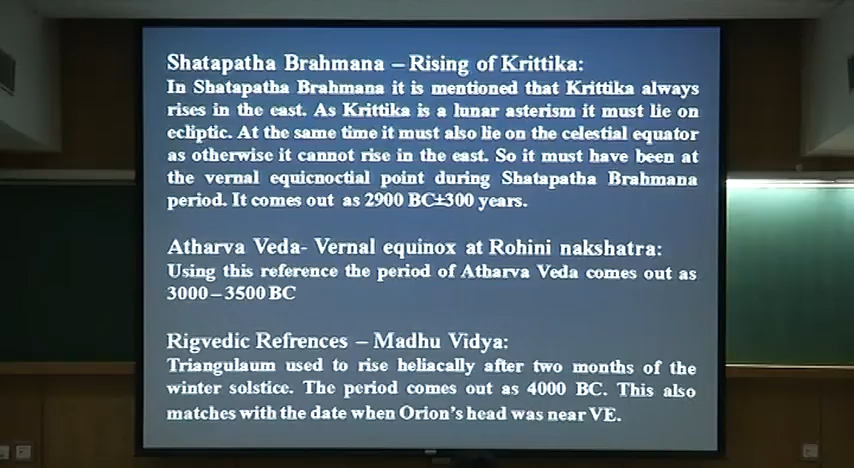 Shatapatha Brahmana – Rising of Krittika:
In Shatapatha Brahmana it is mentioned that Krittika always
rises in the east. As Krittika is a lunar asterism it must lie on
ecliptic. At the same time it must also lie on the celestial equator
as otherwise it cannot rise in the east. So it must have been at
the vernal equicnoctial point during Shatapatha Brahmana
period. It comes out as 2900 BC±300 years.
Atharva Veda- Vernal equinox at Rohini nakshatra:
Using this reference the period of Atharva Veda comes out as
3000 – 3500 BC
Rigvedic Refrences – Madhu Vidya:
Triangulaum used to rise heliacally after two months of the
winter solstice. The period comes out as 4000 BC. This also
matches with the date when Orion's head was near VE.